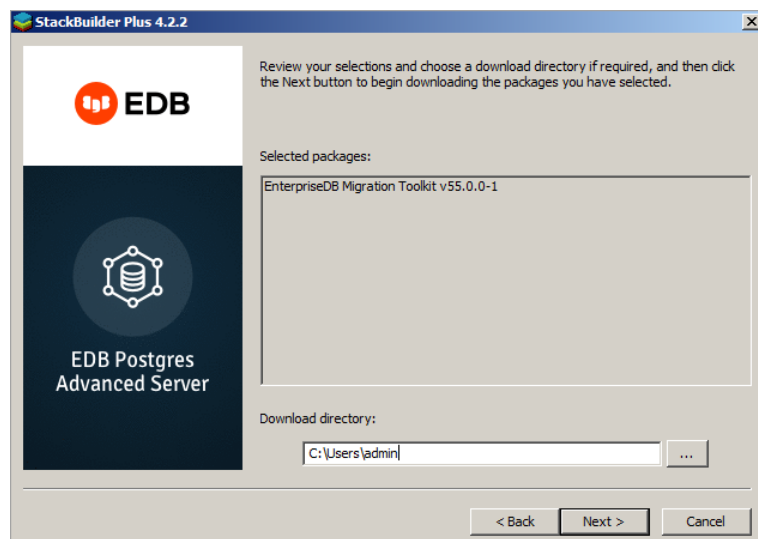 StackBuilder Plus 4.2.2
Review your selections and choose a download directory if required, and then click
the Next button to begin downloading the packages you have selected.
EDB
Selected packages:
EnterpriseDB Migration Toolkit v55.0.0-1
EDB Postgres
Advanced Server
Download directory:
C:\Users\admin
...
< Back
Next >
Cancel